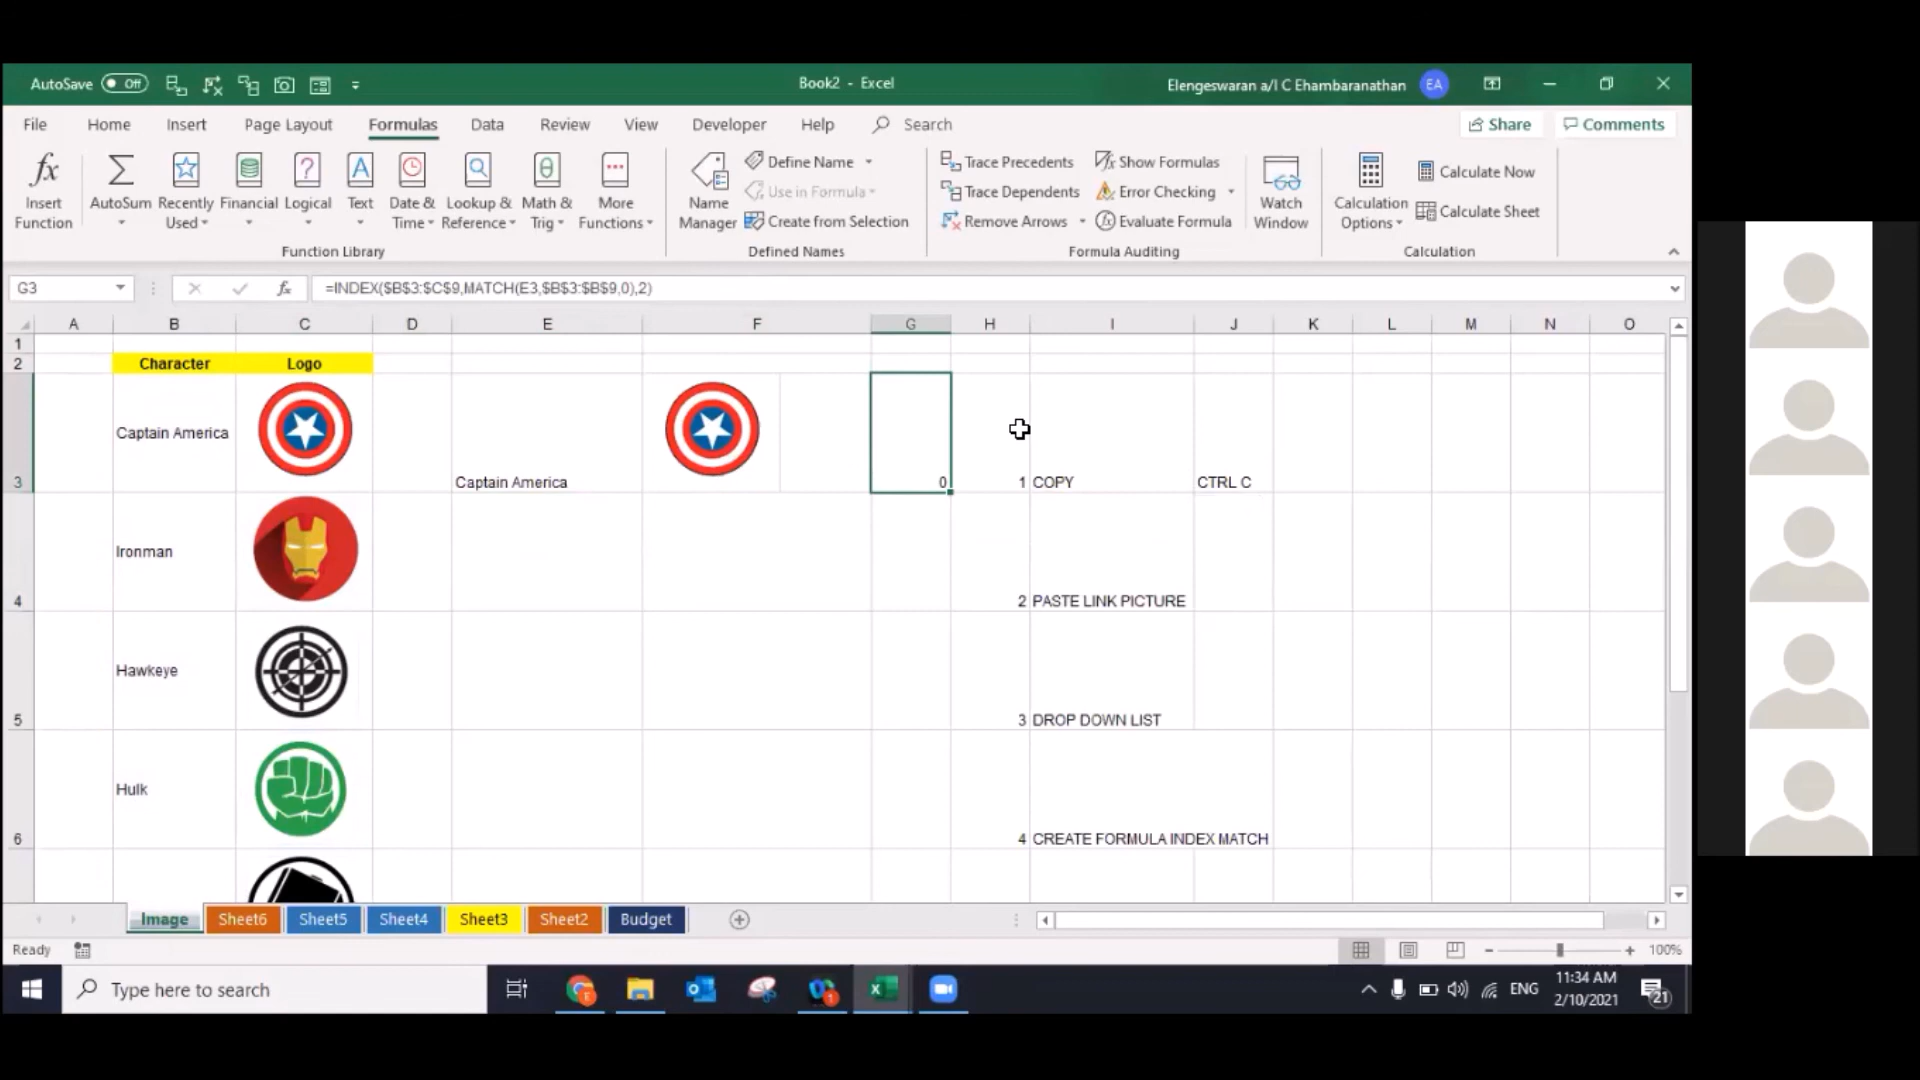 AutoSave Off Book2 - Excel Elengeswaran a/l C Ehambaranathan EA
File Home Insert Page Layout Formulas Data Review View Developer Help Search Share Comments
Insert Function
AutoSum
Recently Used
Financial
Logical
Text
Date & Time
Lookup & Reference
Math & Trig
More Functions
Function Library
Name Manager
Define Name
Use in Formula
Create from Selection
Defined Names
Trace Precedents
Trace Dependents
Remove Arrows
Show Formulas
Error Checking
Evaluate Formula
Formula Auditing
Watch Window
Calculation Options
Calculate Now
Calculate Sheet
Calculation
G3 fx =INDEX($B$3:$C$9,MATCH(E3,$B$3:$B$9,0),2)
A B C D E F G H I J K L M N O
1
2 Character Logo
3 Captain America Captain America 0 1 COPY CTRL C
4 Ironman 2 PASTE LINK PICTURE
5 Hawkeye 3 DROP DOWN LIST
6 Hulk 4 CREATE FORMULA INDEX MATCH
Image Sheet6 Sheet5 Sheet4 Sheet3 Sheet2 Budget
Ready 100%
Type here to search ENG 11:34 AM
2/10/2021 21